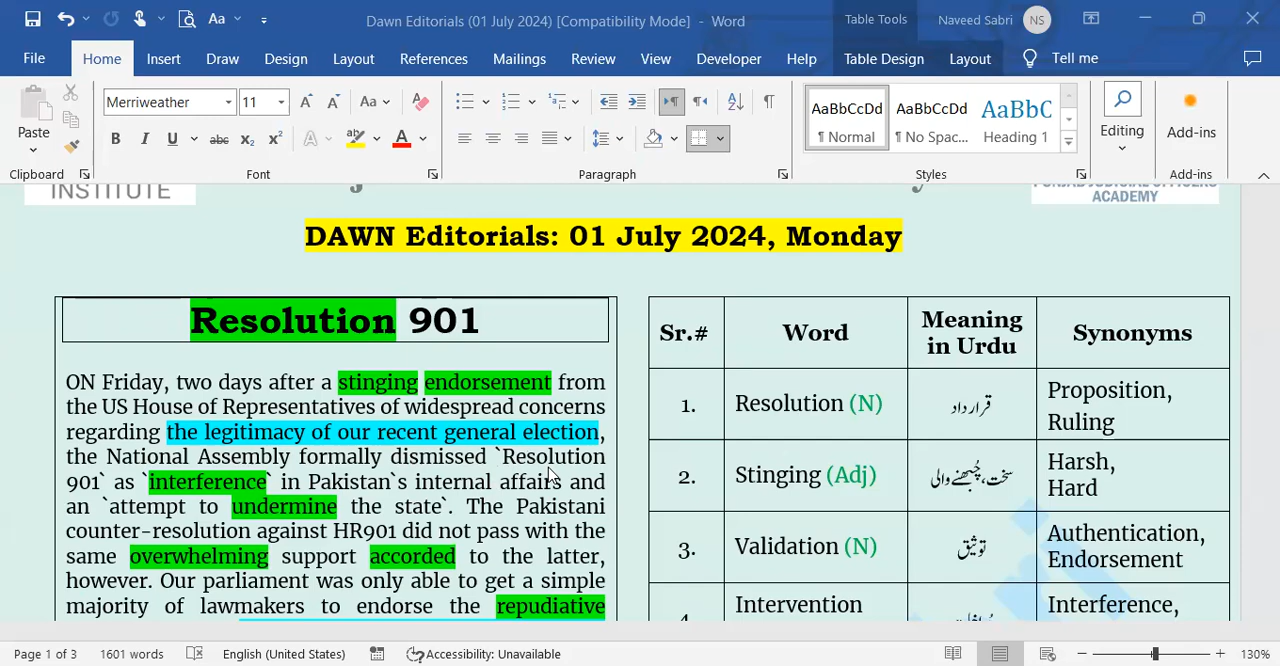 Aa
Dawn Editorials (01 July 2024) [Compatibility Mode] - Word
Table Tools
Naveed Sabri
NS
File
Home
Insert
Draw
Design
Layout
References
Mailings
Review
View
Developer
Help
Table Design
Layout
Tell me
Paste
Clipboard
Merriweather
11
A
A
Aa
B
I
U
abc
x₂
x²
A
A
Font
Paragraph
AaBbCcDd
¶ Normal
AaBbCcDd
¶ No Spac...
AaBbC
Heading 1
Styles
Editing
Add-ins
Add-ins
INSTITUTE
ACADEMY
DAWN Editorials: 01 July 2024, Monday
Resolution 901
ON Friday, two days after a stinging endorsement from
the US House of Representatives of widespread concerns
regarding the legitimacy of our recent general election,
the National Assembly formally dismissed `Resolution
901` as `interference` in Pakistan`s internal affairs and
an `attempt to undermine the state`. The Pakistani
counter-resolution against HR901 did not pass with the
same overwhelming support accorded to the latter,
however. Our parliament was only able to get a simple
majority of lawmakers to endorse the repudiative
Sr.# Word Meaning in Urdu Synonyms
1. Resolution (N) قرار داد Proposition,
Ruling
2. Stinging (Adj) سخت، چُبھنے والی Harsh,
Hard
3. Validation (N) توثیق Authentication,
Endorsement
4. Intervention Interference,
Page 1 of 3
1601 words
English (United States)
Accessibility: Unavailable
130%